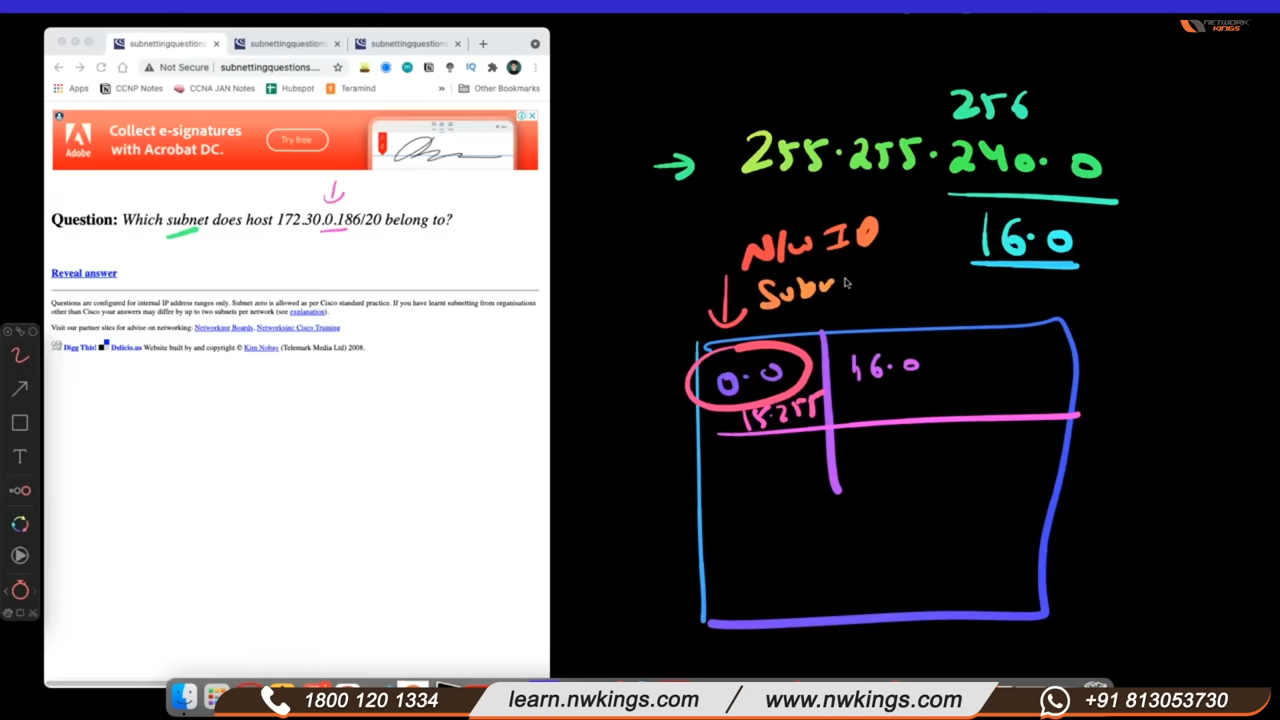 NETWORK
KINGS
subnettingquestions
subnettingquestions
subnettingquestions
Not Secure
subnettingquestions....
IQ
Apps
CCNP Notes
CCNA JAN Notes
Hubspot
Teramind
»
Other Bookmarks
Adobe
Collect e-signatures
with Acrobat DC.
Try free
Question: Which subnet does host 172.30.0.186/20 belong to?
Reveal answer
Questions are configured for internal IP address ranges only. Subnet zero is allowed as per Cisco standard practice. If you have learnt subnetting from organisations
other than Cisco your answers may differ by up to two subnets per network (see explanation).
Visit our partner sites for advise on networking: Networking Boards, Networksinc Cisco Training
Digg This! Delicio.us Website built by and copyright © Kim Nobay (Telemark Media Ltd) 2008.
256
→ 255.255.240.0
16.0
N/w ID
Subn
0.0
16.0
15.255
T
1800 120 1334
learn.nwkings.com / www.nwkings.com
+91 813053730